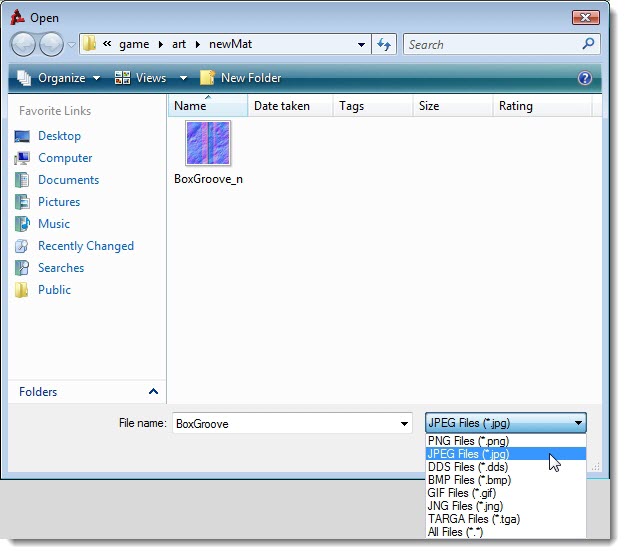 Open
« game ▸ art ▸ newMat
Search
Organize Views New Folder
Favorite Links
Name Date taken Tags Size Rating
Desktop
Computer
Documents
Pictures
Music
Recently Changed
Searches
Public
BoxGroove_n
Folders
File name: BoxGroove JPEG Files (*.jpg)
PNG Files (*.png)
JPEG Files (*.jpg)
DDS Files (*.dds)
BMP Files (*.bmp)
GIF Files (*.gif)
JNG Files (*.jng)
TARGA Files (*.tga)
All Files (*.*)